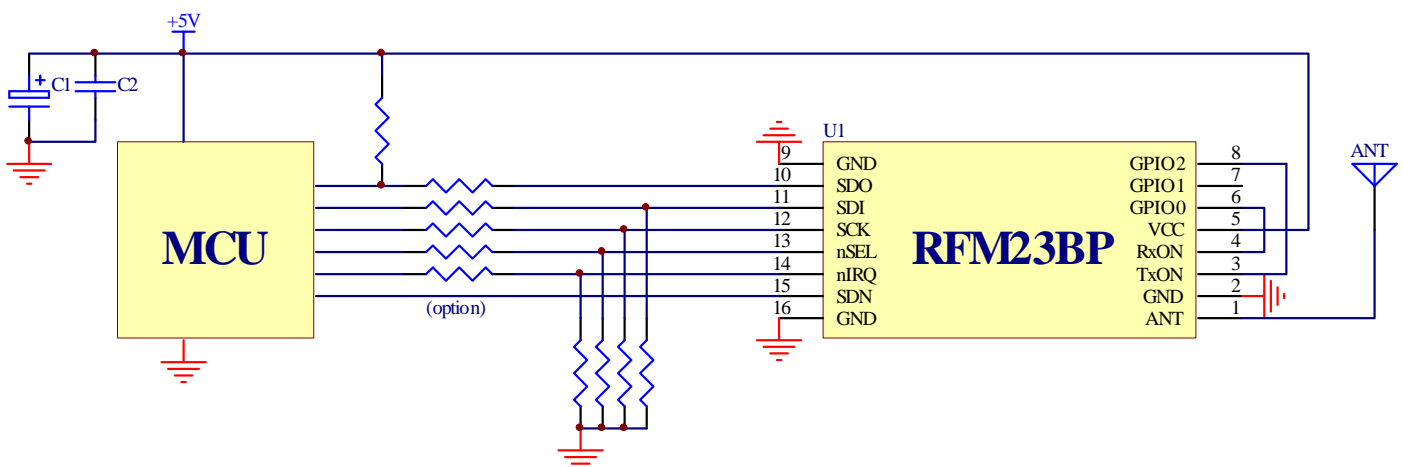 +5V
C1
C2
MCU
(option)
U1
RFM23BP
9 GND
10 SDO
11 SDI
12 SCK
13 nSEL
14 nIRQ
15 SDN
16 GND
GPIO2 8
GPIO1 7
GPIO0 6
VCC 5
RxON 4
TxON 3
GND 2
ANT 1
ANT